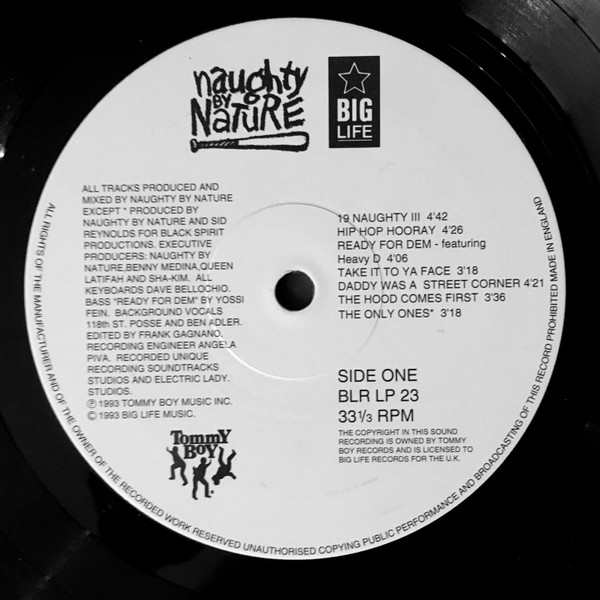 naughty
BY
NATURE
BIG
LIFE
ALL TRACKS PRODUCED AND
MIXED BY NAUGHTY BY NATURE
EXCEPT * PRODUCED BY
NAUGHTY BY NATURE AND SID
REYNOLDS FOR BLACK SPIRIT
PRODUCTIONS. EXECUTIVE
PRODUCERS: NAUGHTY BY
NATURE,BENNY MEDINA,QUEEN
LATIFAH AND SHA-KIM. ALL
KEYBOARDS DAVE BELLOCHIO.
BASS "READY FOR DEM" BY YOSSI
FEIN. BACKGROUND VOCALS
118th ST. POSSE AND BEN ADLER.
EDITED BY FRANK GAGNANO.
RECORDING ENGINEER ANGELA
PIVA. RECORDED UNIQUE
RECORDING SOUNDTRACKS
STUDIOS AND ELECTRIC LADY.
STUDIOS.
℗ 1993 TOMMY BOY MUSIC INC.
© 1993 BIG LIFE MUSIC.
19 NAUGHTY III 4'42
HIP HOP HOORAY 4'26
READY FOR DEM - featuring
Heavy D 4'06
TAKE IT TO YA FACE 3'18
DADDY WAS A STREET CORNER 4'21
THE HOOD COMES FIRST 3'36
THE ONLY ONES* 3'18
SIDE ONE
BLR LP 23
33 1/3 RPM
THE COPYRIGHT IN THIS SOUND
RECORDING IS OWNED BY TOMMY
BOY RECORDS AND IS LICENSED TO
BIG LIFE RECORDS FOR THE U.K.
TOMMY
BOY
ALL RIGHTS OF THE MANUFACTURER AND OF THE OWNER OF THE RECORDED WORK RESERVED UNAUTHORISED COPYING PUBLIC PERFORMANCE AND BROADCASTING OF THIS RECORD PROHIBITED MADE IN ENGLAND